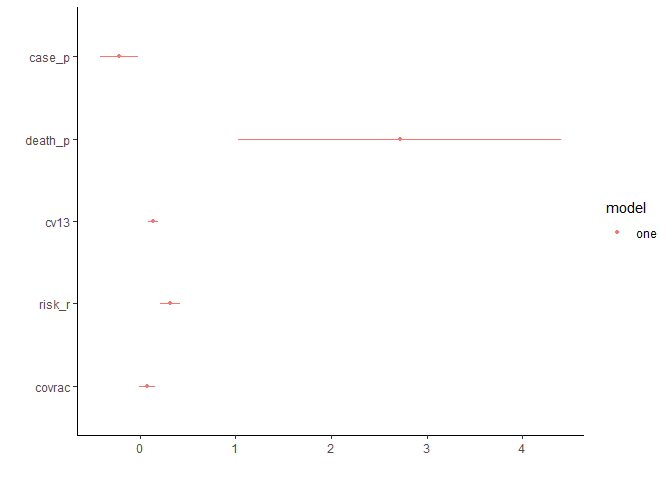 case_p
death_p
cv13
risk_r
covrac
0 1 2 3 4
model
one